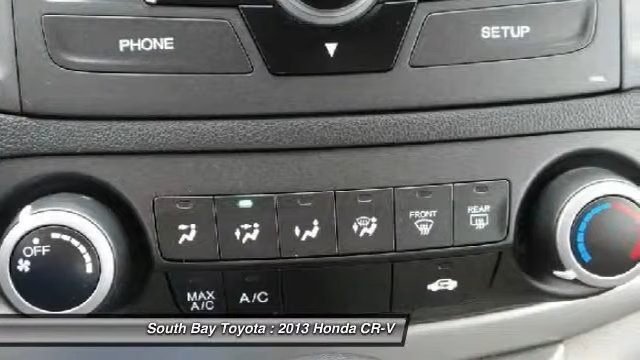 PHONE
SETUP
FRONT
REAR
OFF
MAX
A/C
A/C
South Bay Toyota : 2013 Honda CR-V